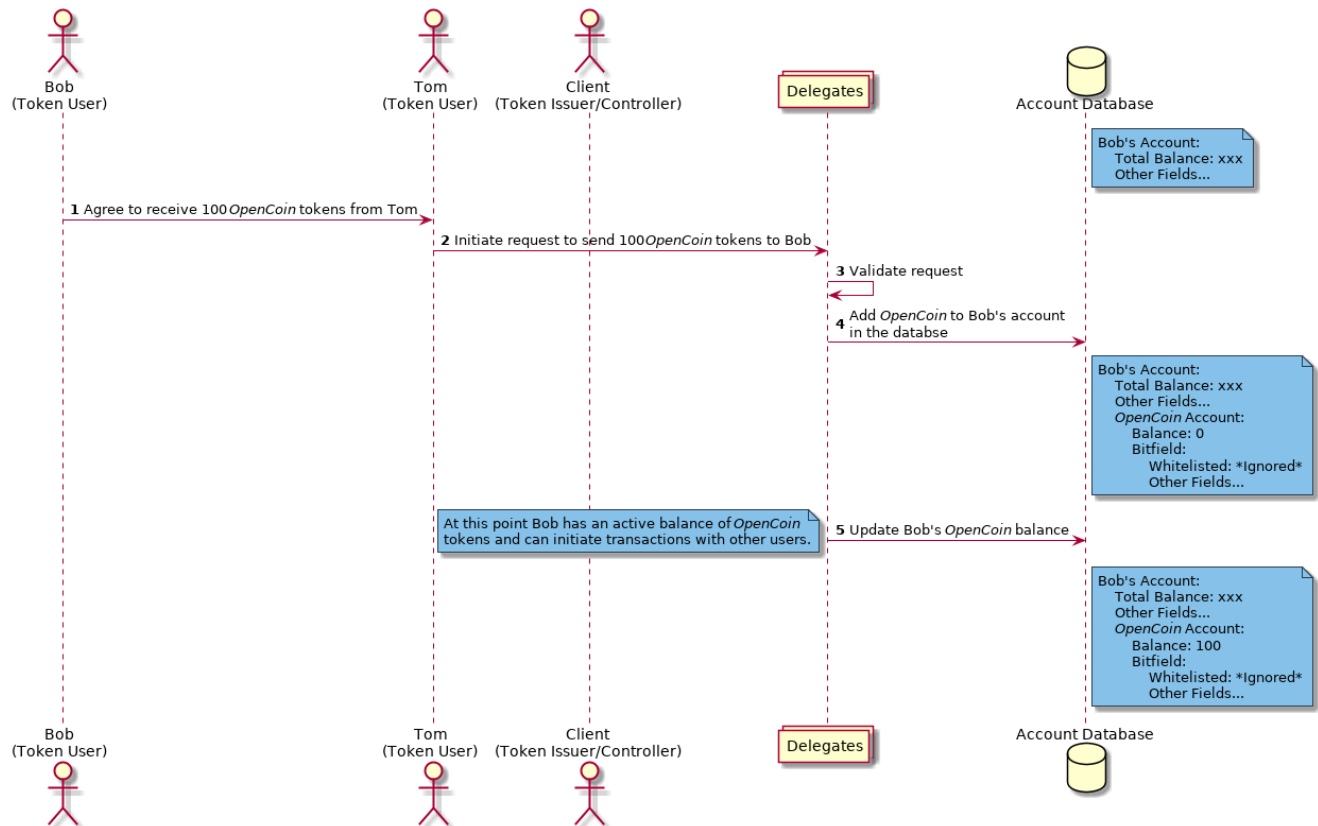 Bob
(Token User)
Tom
(Token User)
Client
(Token Issuer/Controller)
Delegates
Account Database
Bob's Account:
Total Balance: xxx
Other Fields...
1 Agree to receive 100 OpenCoin tokens from Tom
2 Initiate request to send 100 OpenCoin tokens to Bob
3 Validate request
4 Add OpenCoin to Bob's account
in the databse
Bob's Account:
Total Balance: xxx
Other Fields...
OpenCoin Account:
Balance: 0
Bitfield:
Whitelisted: *Ignored*
Other Fields...
At this point Bob has an active balance of OpenCoin
tokens and can initiate transactions with other users.
5 Update Bob's OpenCoin balance
Bob's Account:
Total Balance: xxx
Other Fields...
OpenCoin Account:
Balance: 100
Bitfield:
Whitelisted: *Ignored*
Other Fields...
Bob
(Token User)
Tom
(Token User)
Client
(Token Issuer/Controller)
Delegates
Account Database